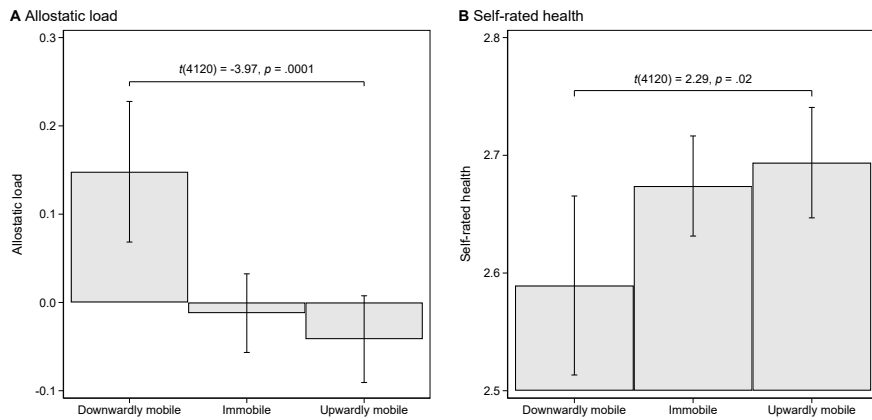 A Allostatic load
t(4120) = -3.97, p = .0001
Allostatic load
0.3
0.2
0.1
0.0
-0.1
Downwardly mobile
Immobile
Upwardly mobile
B Self-rated health
t(4120) = 2.29, p = .02
Self-rated health
2.8
2.7
2.6
2.5
Downwardly mobile
Immobile
Upwardly mobile